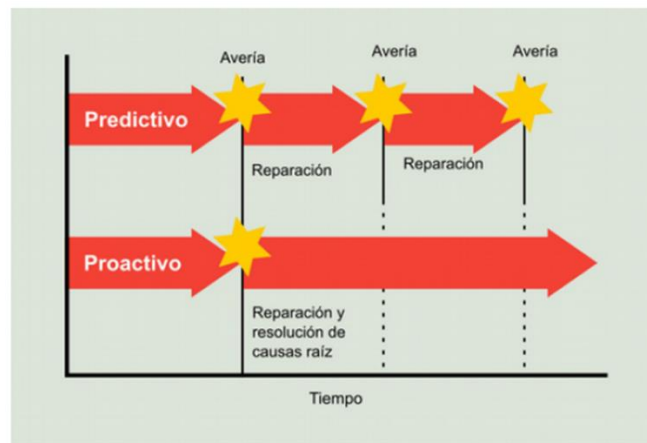 Avería
Avería
Avería
Predictivo
Reparación
Reparación
Proactivo
Reparación y
resolución de
causas raíz
Tiempo